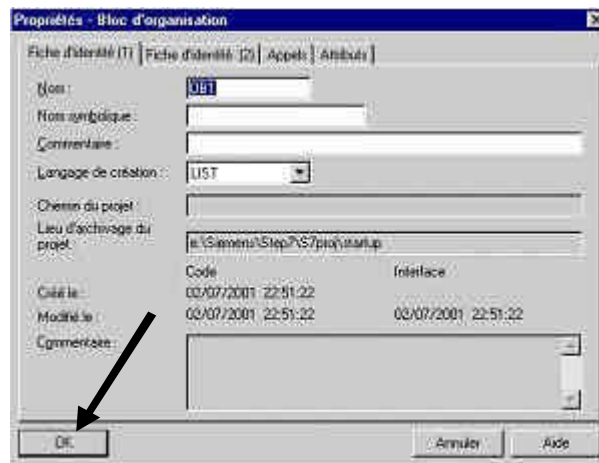 Propriétés - Bloc d'organisation
Fiche d'identité (1) Fiche d'identité (2) Appels Attributs
Nom : OB1
Nom symbolique :
Commentaire :
Langage de création : LIST
Chemin du projet :
Lieu d'archivage du
projet: e:\Siemens\Step7\S7proj\startup
Code Interface
Créé le : 02/07/2001 22:51:22
Modifié le : 02/07/2001 22:51:22 02/07/2001 22:51:22
Commentaire :
OK Annuler Aide